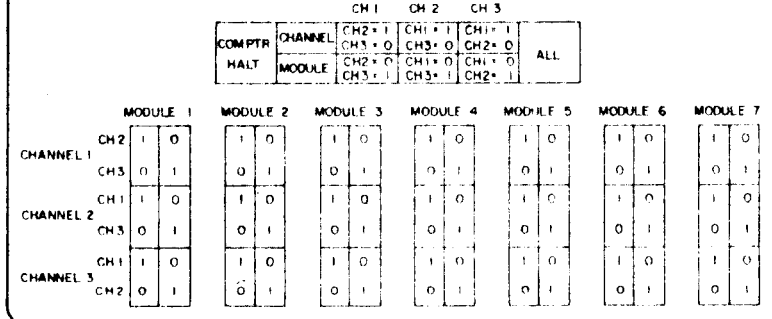 CH 1 CH 2 CH 3
COMPTR HALT CHANNEL CH2 = 1 CH1 = 1 CH1 = 1 ALL
CH3 = 0 CH3 = 0 CH2 = 0
MODULE CH2 = 0 CH1 = 0 CH1 = 0
CH3 = 1 CH3 = 1 CH2 = 1
MODULE 1 MODULE 2 MODULE 3 MODULE 4 MODULE 5 MODULE 6 MODULE 7
CHANNEL 1
CH2 1 0 1 0 1 0 1 0 1 0 1 0 1 0
CH3 0 1 0 1 0 1 0 1 0 1 0 1 0 1
CHANNEL 2
CH1 1 0 1 0 1 0 1 0 1 0 1 0 1 0
CH3 0 1 0 1 0 1 0 1 0 1 0 1 0 1
CHANNEL 3
CH1 1 0 1 0 1 0 1 0 1 0 1 0 1 0
CH2 0 1 0 1 0 1 0 1 0 1 0 1 0 1